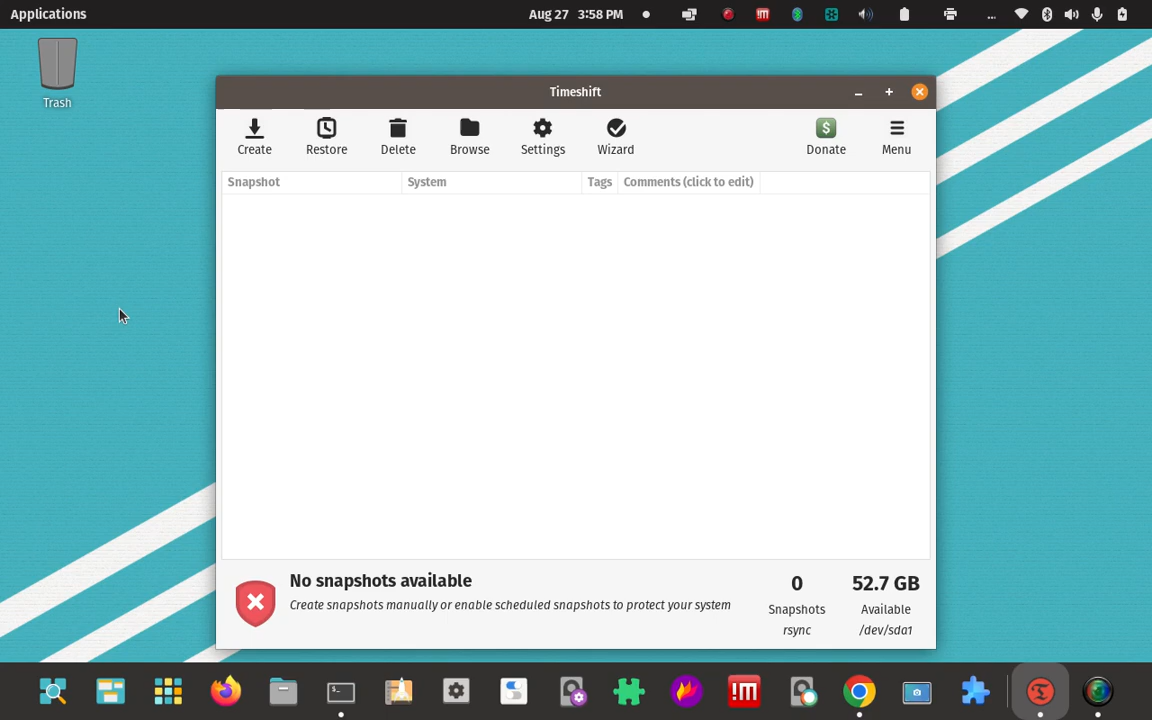 Applications
Aug 27 3:58 PM
...
Trash
Timeshift
Create
Restore
Delete
Browse
Settings
Wizard
Donate
Menu
Snapshot
System
Tags
Comments (click to edit)
No snapshots available
Create snapshots manually or enable scheduled snapshots to protect your system
0
Snapshots
rsync
52.7 GB
Available
/dev/sda1
!M